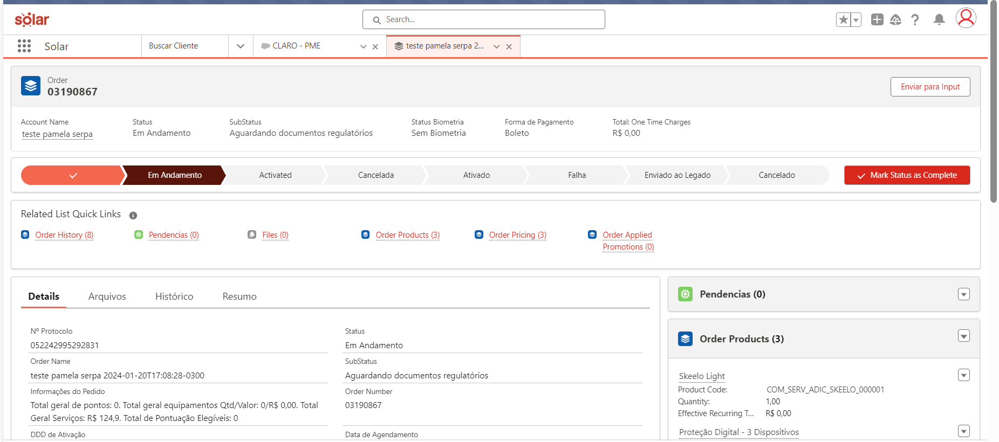 solar
Search...
Solar
Buscar Cliente
CLARO - PME
teste pamela serpa 2...
Order
03190867
Enviar para Input
Account Name
teste pamela serpa
Status
Em Andamento
SubStatus
Aguardando documentos regulatórios
Status Biometria
Sem Biometria
Forma de Pagamento
Boleto
Total: One Time Charges
R$ 0,00
Em Andamento
Activated
Cancelada
Ativado
Falha
Enviado ao Legado
Cancelado
Mark Status as Complete
Related List Quick Links
Order History (8)
Pendencias (0)
Files (0)
Order Products (3)
Order Pricing (3)
Order Applied
Promotions (0)
Details
Arquivos
Histórico
Resumo
Nº Protocolo
052242995292831
Status
Em Andamento
Order Name
teste pamela serpa 2024-01-20T17:08:28-0300
SubStatus
Aguardando documentos regulatórios
Informações do Pedido
Total geral de pontos: 0. Total geral equipamentos Qtd/Valor: 0/R$ 0,00. Total
Geral Serviços: R$ 124,9. Total de Pontuação Elegíveis: 0
Order Number
03190867
DDD de Ativação
Data de Agendamento
Pendencias (0)
Order Products (3)
Skeelo Light
Product Code: COM_SERV_ADIC_SKEELO_000001
Quantity: 1,00
Effective Recurring T... R$ 0,00
Proteção Digital - 3 Dispositivos